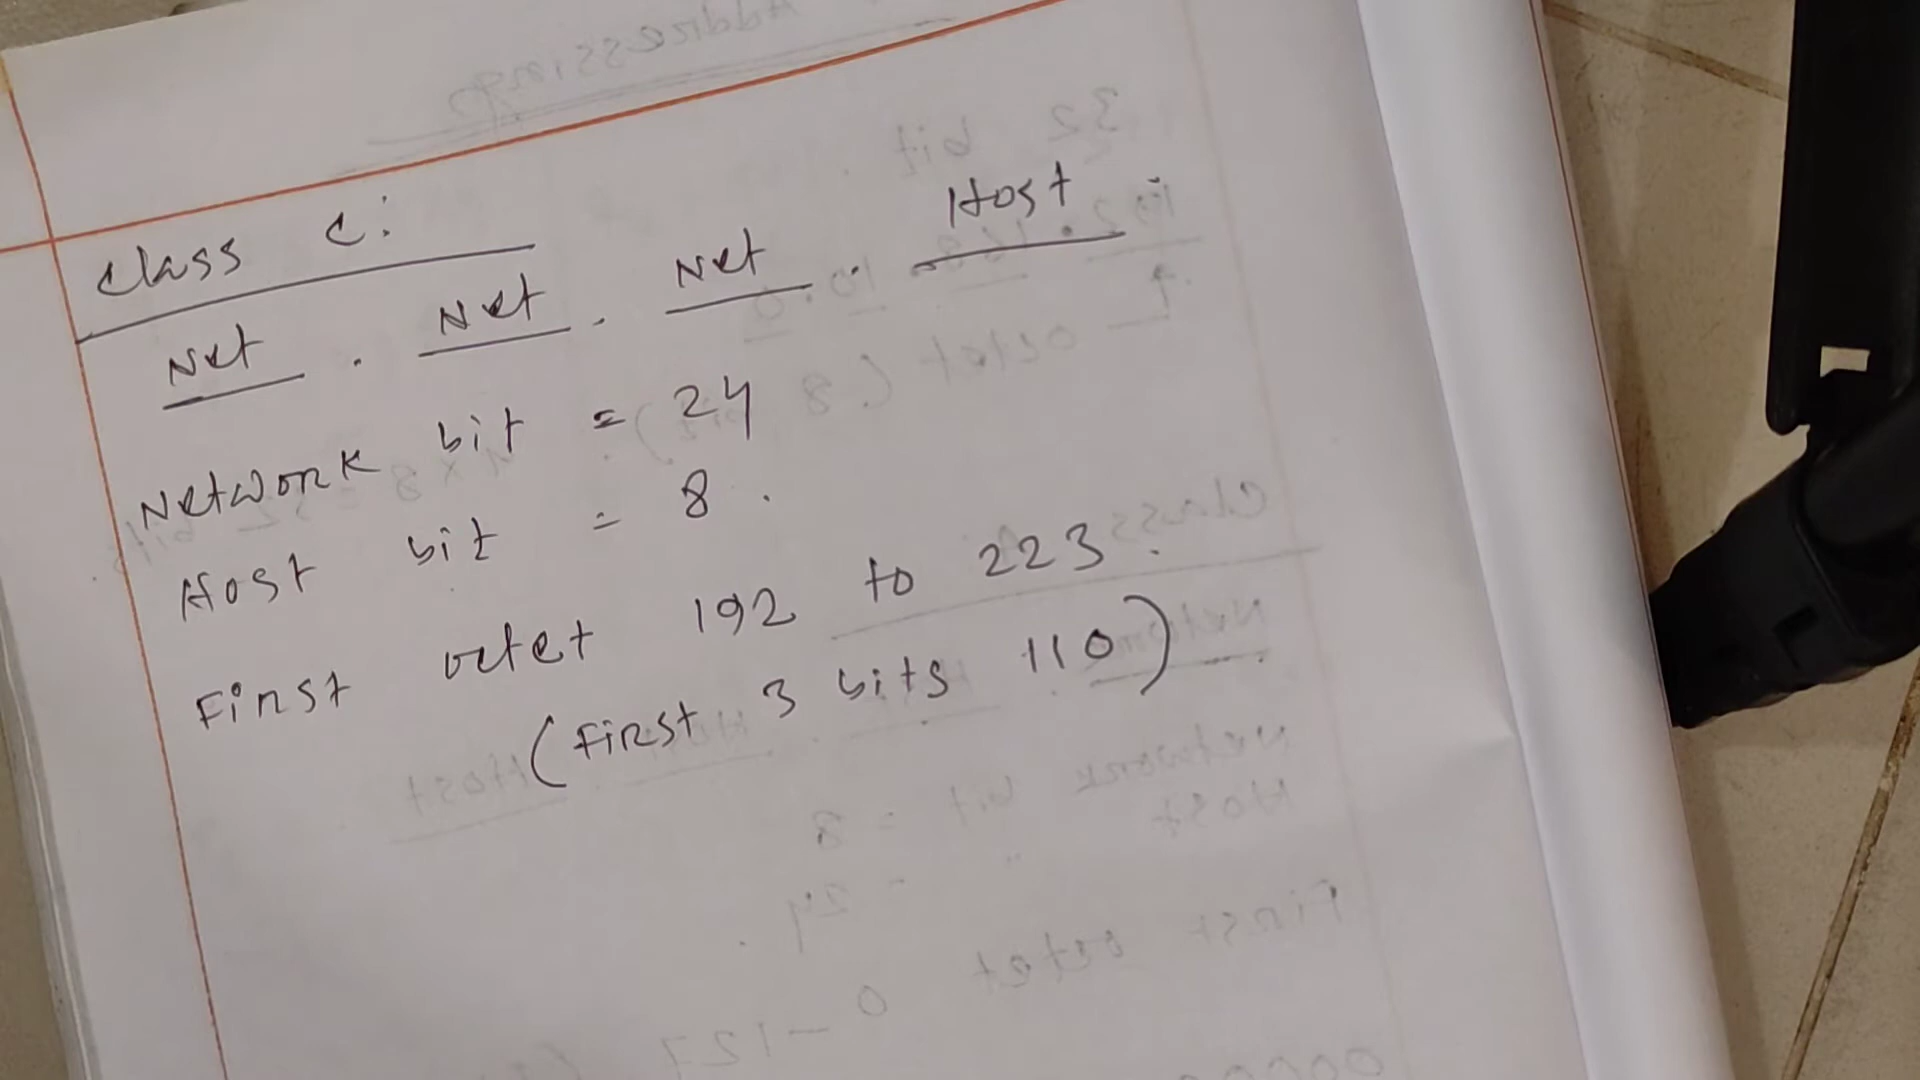 Class C:
Net . Net . Net . Host
Network bit = 24
Host bit = 8 .
First octet 192 to 223 .
(First 3 bits 110)